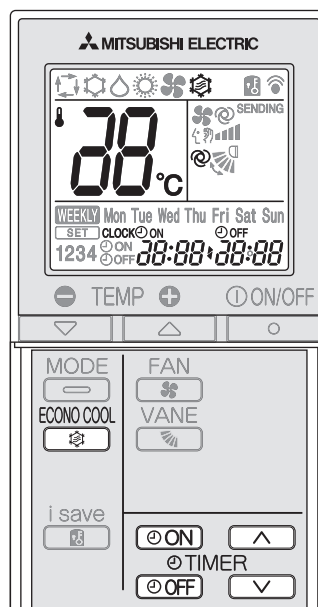 MITSUBISHI ELECTRIC
SENDING
88°C
WEEKLY Mon Tue Wed Thu Fri Sat Sun
SET CLOCK ON OFF
1234 ON OFF 88:88 88:88
TEMP ON/OFF
MODE FAN
ECONO COOL VANE
i save
ON
TIMER
OFF